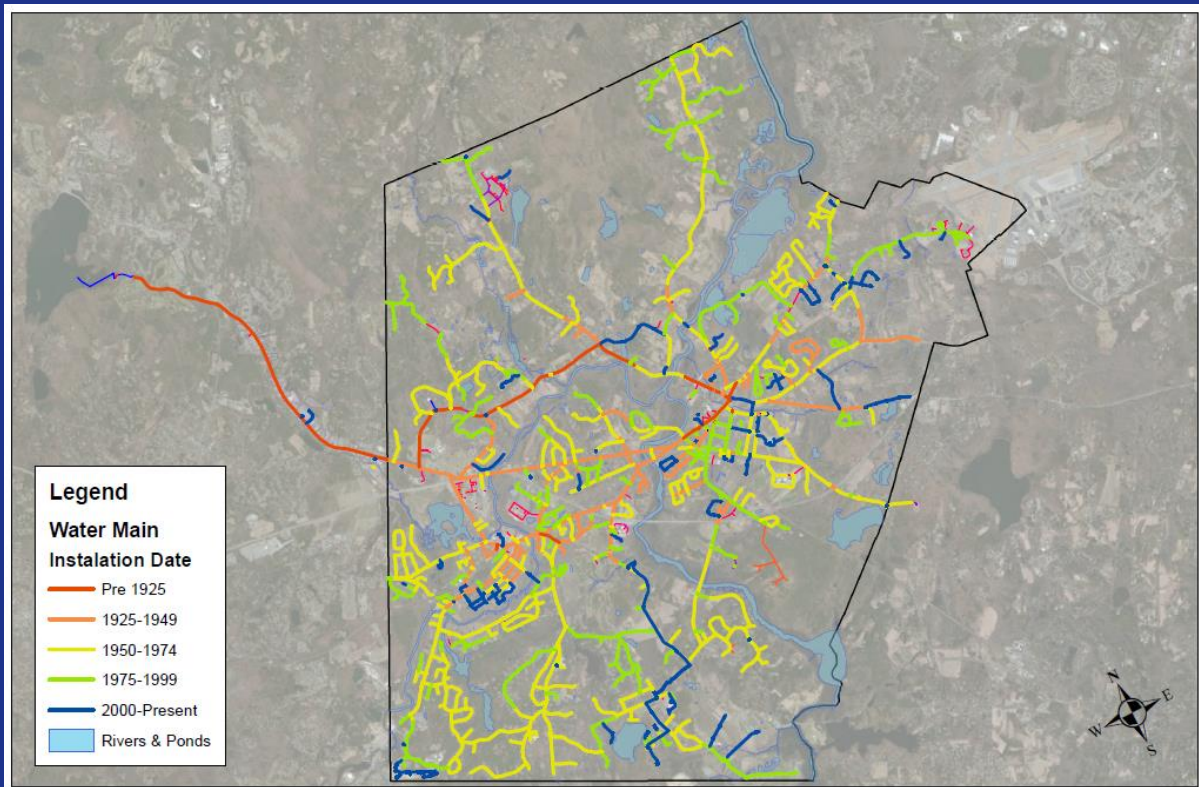 Legend
Water Main
Instalation Date
Pre 1925
1925-1949
1950-1974
1975-1999
2000-Present
Rivers & Ponds
N
E
W
S